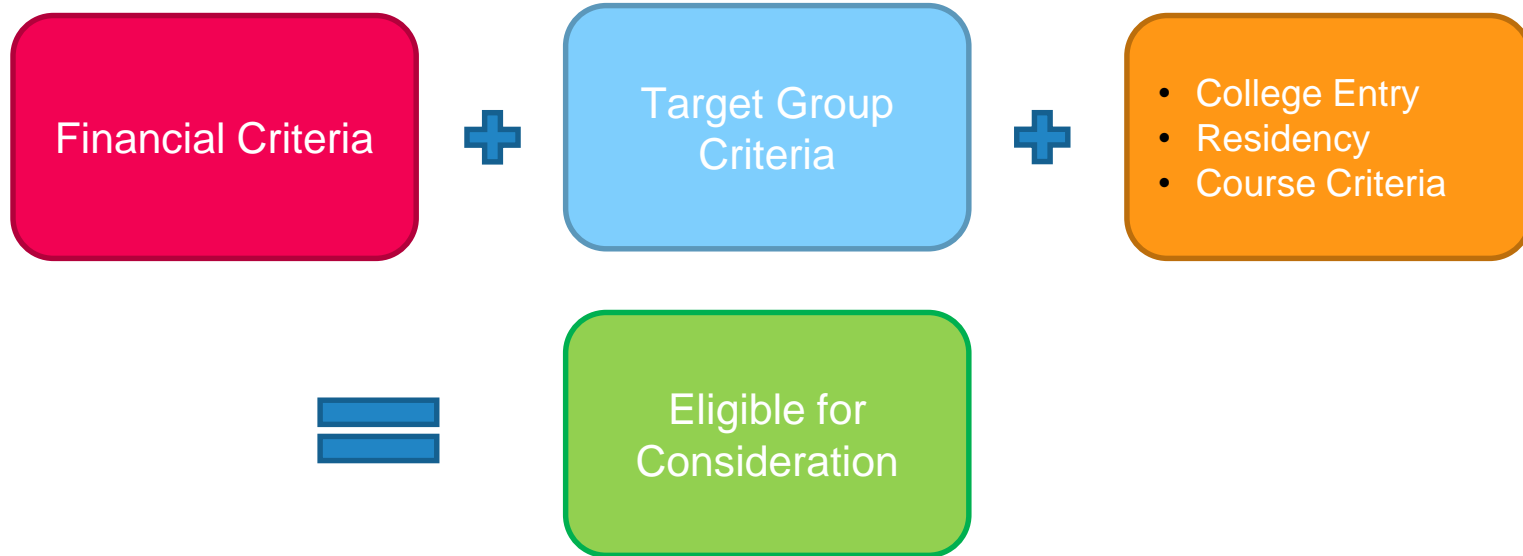 Financial Criteria
Target Group
Criteria
• College Entry
• Residency
• Course Criteria
Eligible for
Consideration